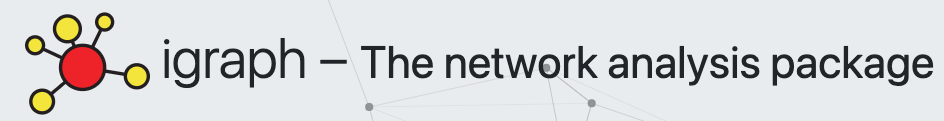 igraph – The network analysis package